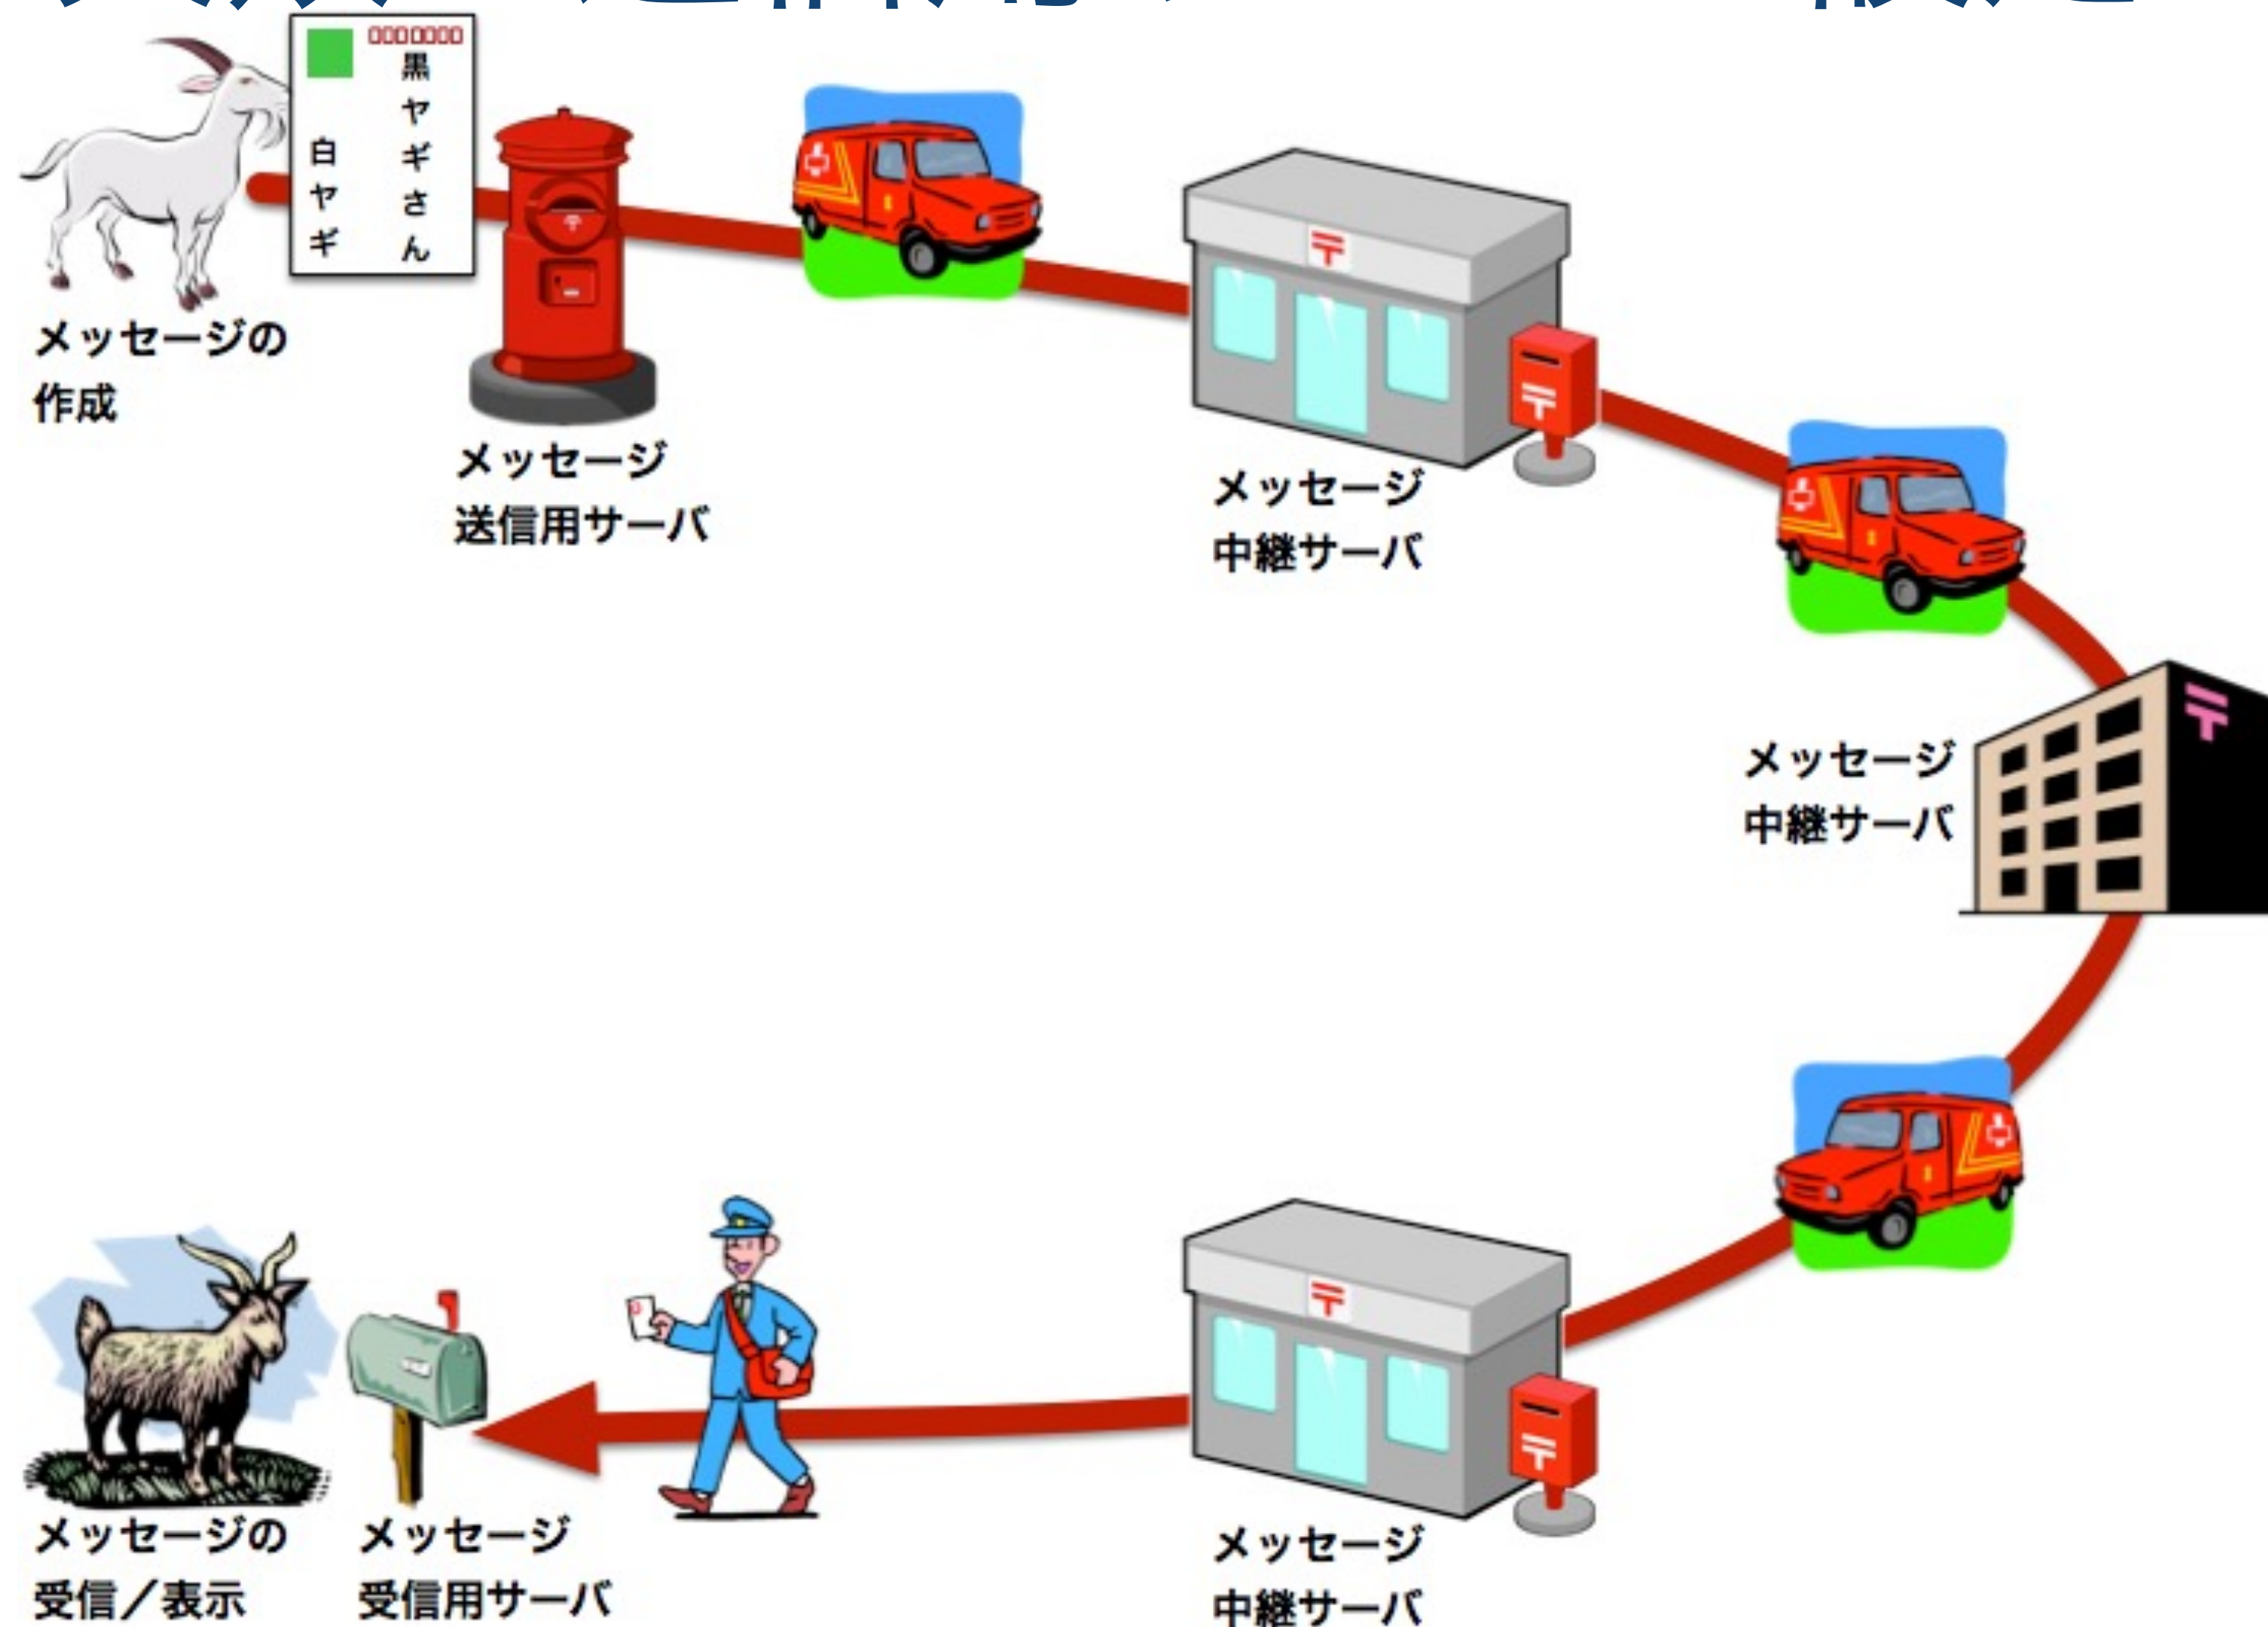 黒ヤギさん
白ヤギ
メッセージの
作成
メッセージ
送信用サーバ
メッセージ
中継サーバ
メッセージ
中継サーバ
メッセージの
受信／表示
メッセージ
受信用サーバ
メッセージ
中継サーバ